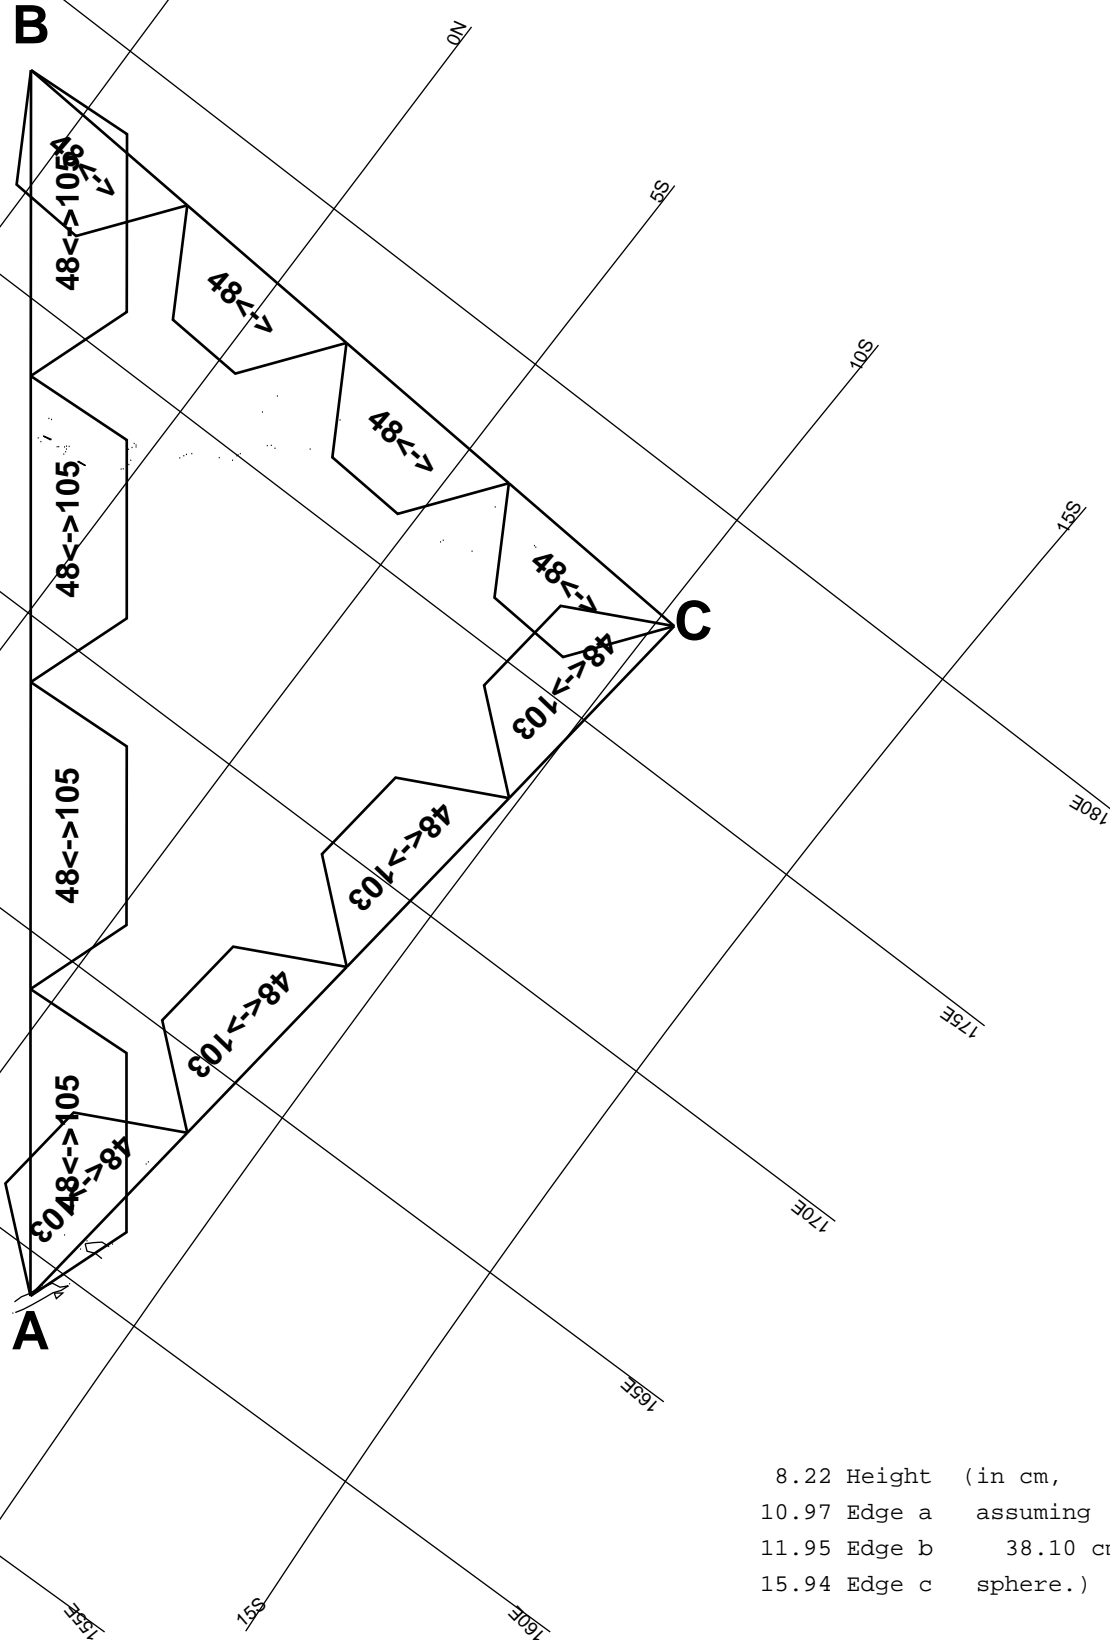 B
0N
5S
10S
15S
48<->
48<->105
48<->
48<->
48<->105
48<->
C
48<->103
180E
48<->105
48<->103
175E
48<->103
48<->105
48<->103
170E
A
165E
8.22 Height (in cm,
10.97 Edge a assuming
11.95 Edge b 38.10 cm
15.94 Edge c sphere.)
155E
15S
160E